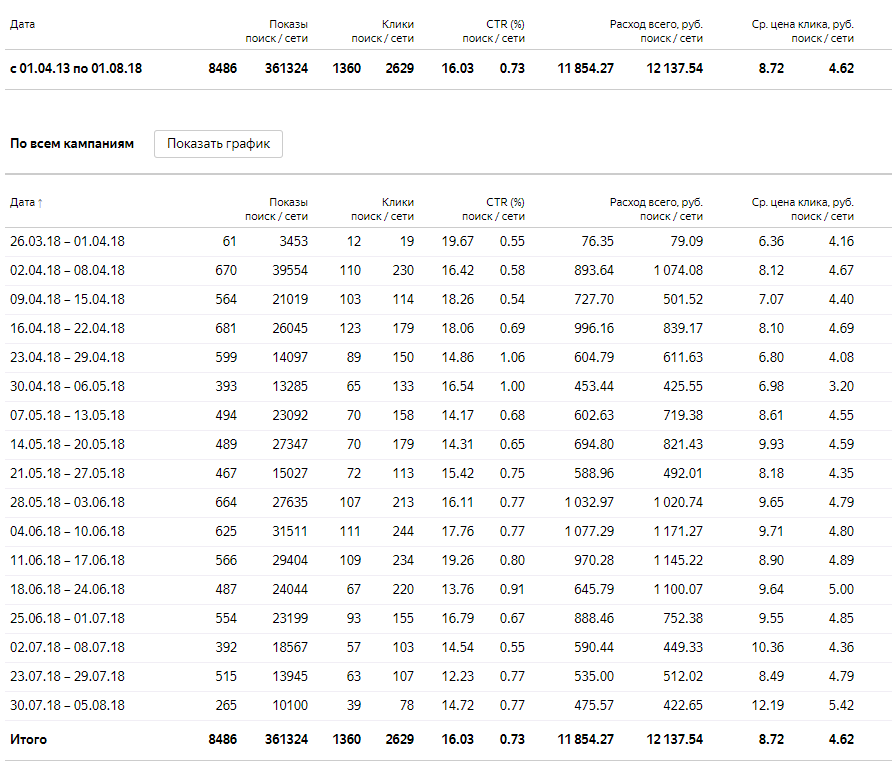 Дата Показы Клики CTR (%) Расход всего, руб. Ср. цена клика, руб.
поиск / сети поиск / сети поиск / сети поиск / сети поиск / сети
с 01.04.13 по 01.08.18 8486 361324 1360 2629 16.03 0.73 11 854.27 12 137.54 8.72 4.62
По всем кампаниям Показать график
Дата ↑ Показы Клики CTR (%) Расход всего, руб. Ср. цена клика, руб.
поиск / сети поиск / сети поиск / сети поиск / сети поиск / сети
26.03.18 – 01.04.18 61 3453 12 19 19.67 0.55 76.35 79.09 6.36 4.16
02.04.18 – 08.04.18 670 39554 110 230 16.42 0.58 893.64 1 074.08 8.12 4.67
09.04.18 – 15.04.18 564 21019 103 114 18.26 0.54 727.70 501.52 7.07 4.40
16.04.18 – 22.04.18 681 26045 123 179 18.06 0.69 996.16 839.17 8.10 4.69
23.04.18 – 29.04.18 599 14097 89 150 14.86 1.06 604.79 611.63 6.80 4.08
30.04.18 – 06.05.18 393 13285 65 133 16.54 1.00 453.44 425.55 6.98 3.20
07.05.18 – 13.05.18 494 23092 70 158 14.17 0.68 602.63 719.38 8.61 4.55
14.05.18 – 20.05.18 489 27347 70 179 14.31 0.65 694.80 821.43 9.93 4.59
21.05.18 – 27.05.18 467 15027 72 113 15.42 0.75 588.96 492.01 8.18 4.35
28.05.18 – 03.06.18 664 27635 107 213 16.11 0.77 1 032.97 1 020.74 9.65 4.79
04.06.18 – 10.06.18 625 31511 111 244 17.76 0.77 1 077.29 1 171.27 9.71 4.80
11.06.18 – 17.06.18 566 29404 109 234 19.26 0.80 970.28 1 145.22 8.90 4.89
18.06.18 – 24.06.18 487 24044 67 220 13.76 0.91 645.79 1 100.07 9.64 5.00
25.06.18 – 01.07.18 554 23199 93 155 16.79 0.67 888.46 752.38 9.55 4.85
02.07.18 – 08.07.18 392 18567 57 103 14.54 0.55 590.44 449.33 10.36 4.36
23.07.18 – 29.07.18 515 13945 63 107 12.23 0.77 535.00 512.02 8.49 4.79
30.07.18 – 05.08.18 265 10100 39 78 14.72 0.77 475.57 422.65 12.19 5.42
Итого 8486 361324 1360 2629 16.03 0.73 11 854.27 12 137.54 8.72 4.62